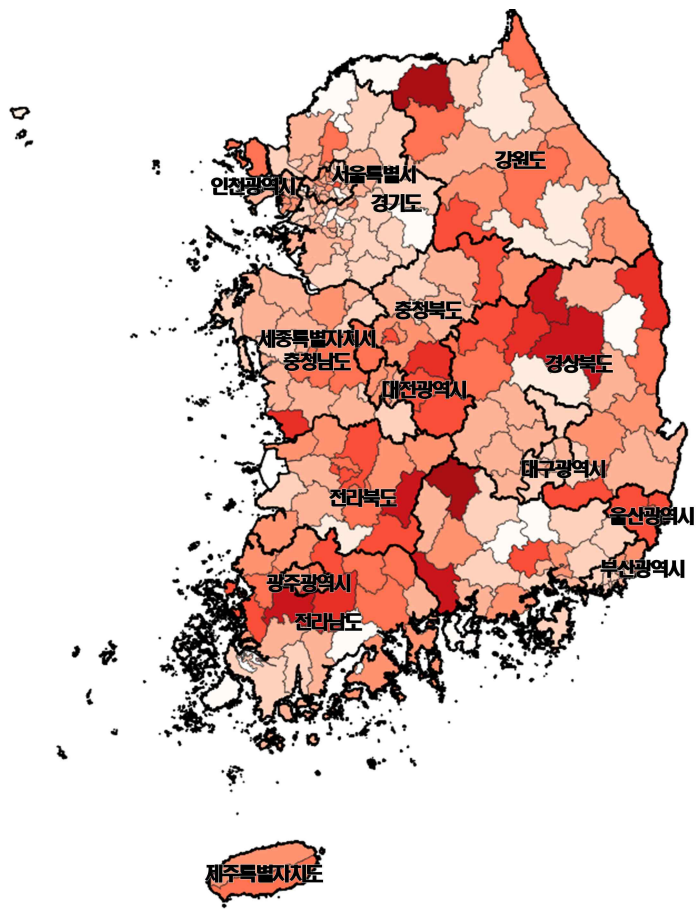 강원도
서울특별시
인천광역시
경기도
충청북도
세종특별자치시
충청남도
경상북도
대전광역시
대구광역시
전라북도
울산광역시
부산광역시
광주광역시
전라남도
제주특별자치도